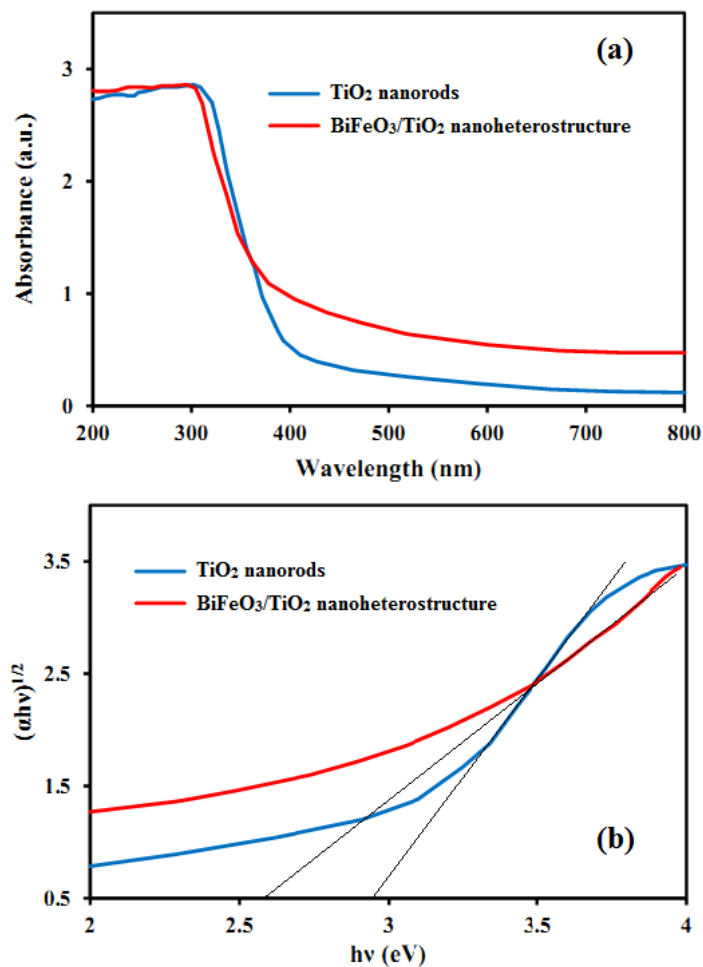 (a)
3
TiO₂ nanorods
BiFeO₃/TiO₂ nanoheterostructure
2
Absorbance (a.u.)
1
0
200 300 400 500 600 700 800
Wavelength (nm)
3.5
TiO₂ nanorods
BiFeO₃/TiO₂ nanoheterostructure
2.5
(αhν)¹/²
1.5
(b)
0.5
2 2.5 3 3.5 4
hν (eV)